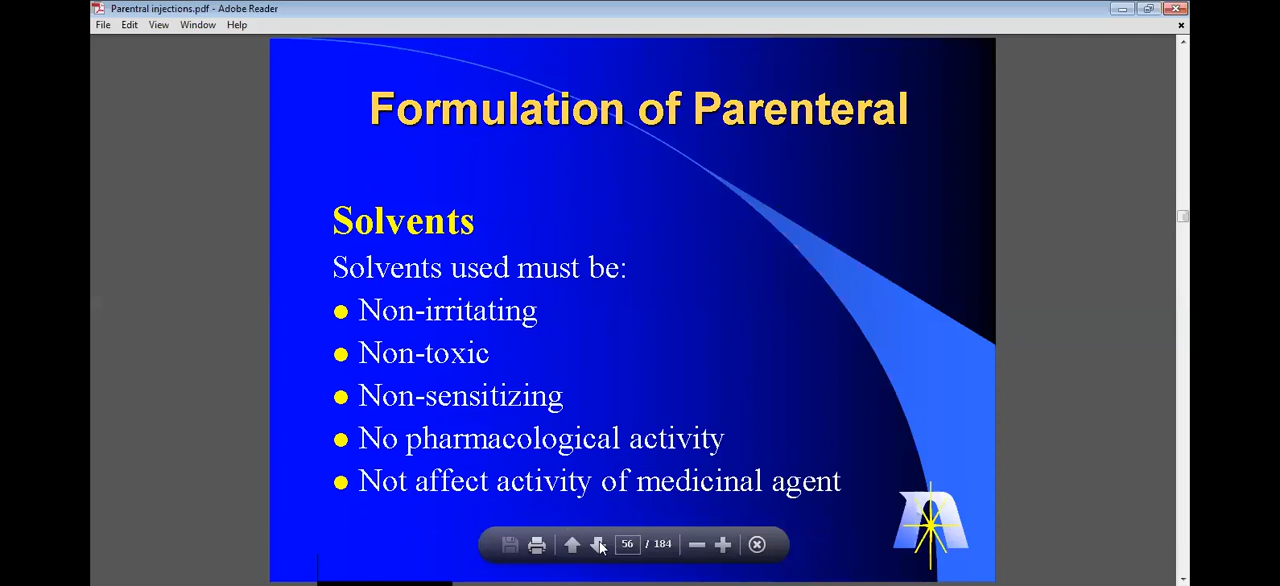 Parentral injections.pdf - Adobe Reader
File Edit View Window Help
Formulation of Parenteral
Solvents
Solvents used must be:
Non-irritating
Non-toxic
Non-sensitizing
No pharmacological activity
Not affect activity of medicinal agent
56 / 184